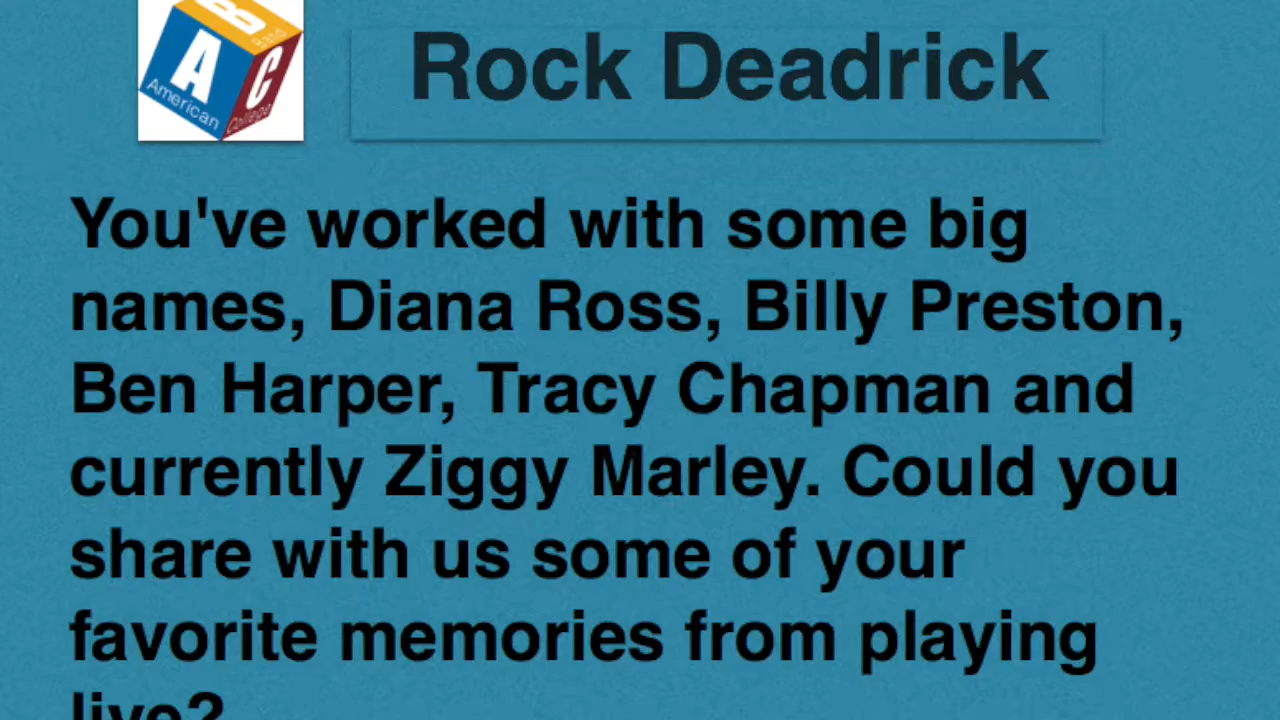 B
Band
A
C
American
College
Rock Deadrick
You've worked with some big
names, Diana Ross, Billy Preston,
Ben Harper, Tracy Chapman and
currently Ziggy Marley. Could you
share with us some of your
favorite memories from playing
live?